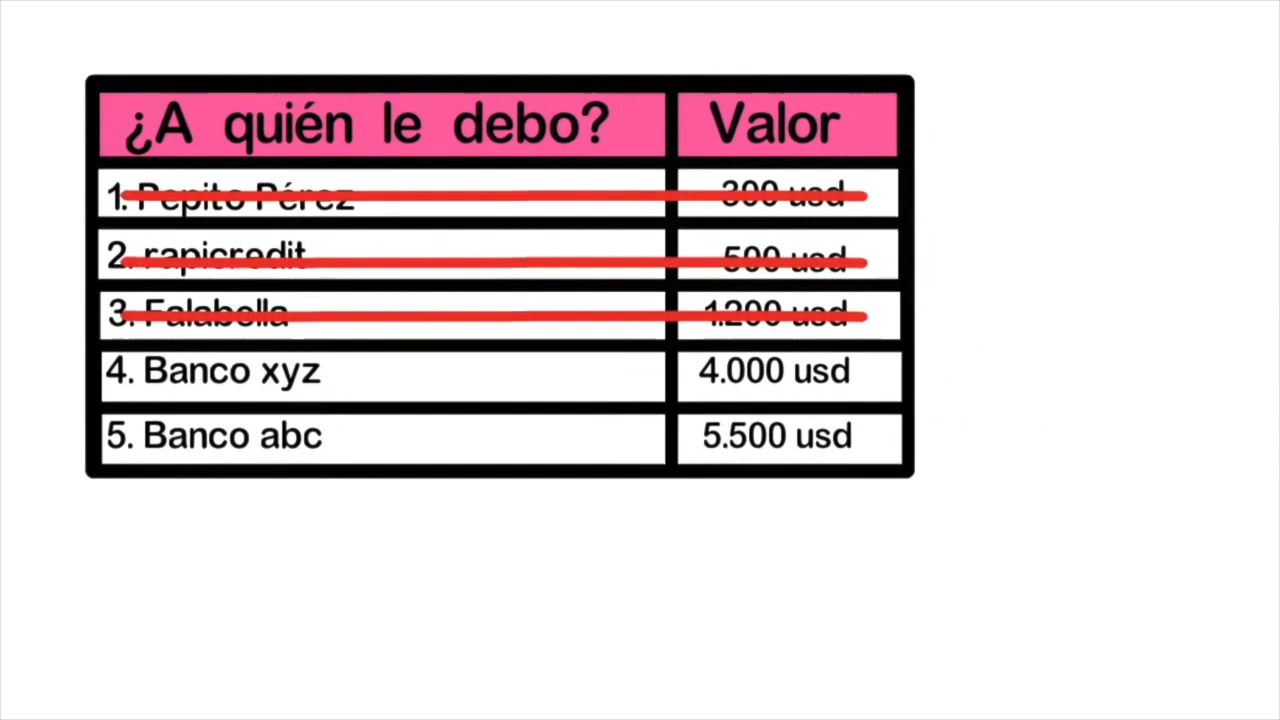 ¿A quién le debo? Valor
1. Pepito Pérez 300 usd
2. rapicredit 500 usd
3. Falabella 1.200 usd
4. Banco xyz 4.000 usd
5. Banco abc 5.500 usd